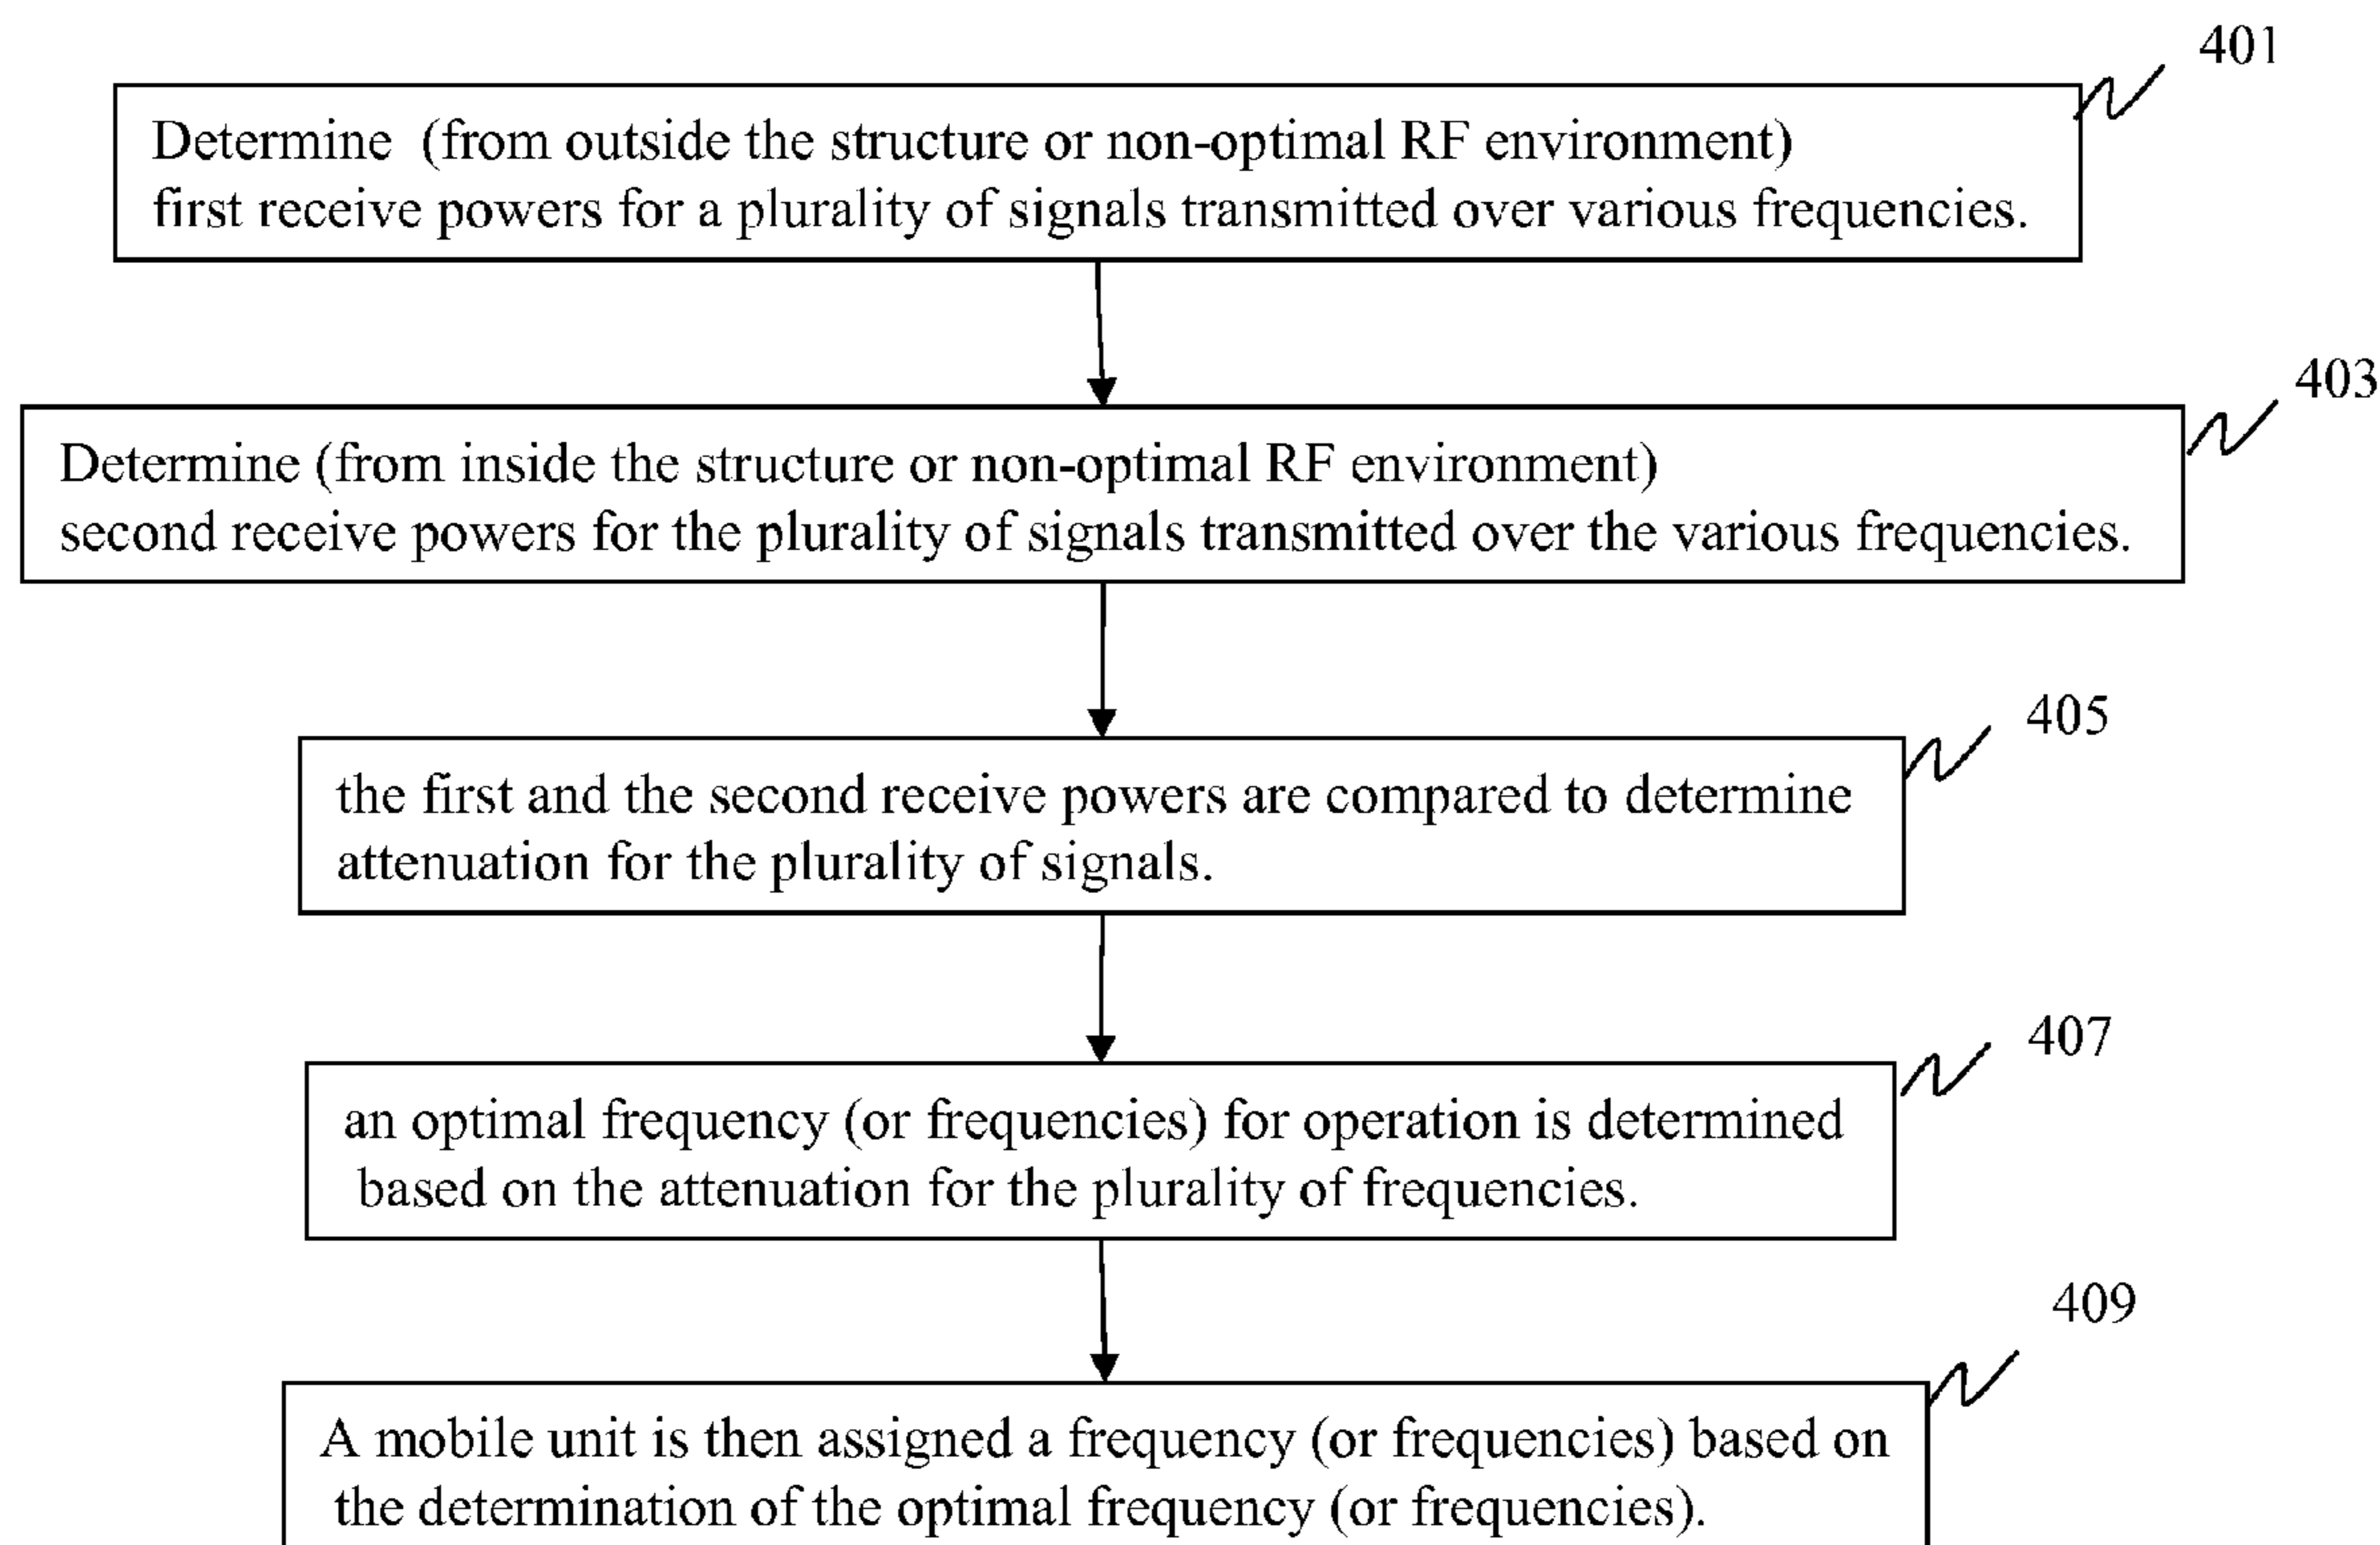 401
Determine (from outside the structure or non-optimal RF environment)
first receive powers for a plurality of signals transmitted over various frequencies.
403
Determine (from inside the structure or non-optimal RF environment)
second receive powers for the plurality of signals transmitted over the various frequencies.
405
the first and the second receive powers are compared to determine
attenuation for the plurality of signals.
407
an optimal frequency (or frequencies) for operation is determined
based on the attenuation for the plurality of frequencies.
409
A mobile unit is then assigned a frequency (or frequencies) based on
the determination of the optimal frequency (or frequencies).